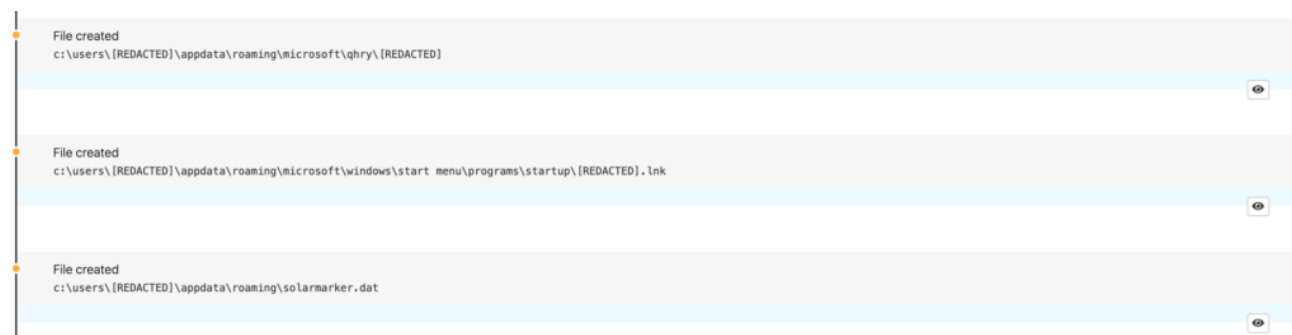 File created
c:\users\[REDACTED]\appdata\roaming\microsoft\qhry\[REDACTED]
File created
c:\users\[REDACTED]\appdata\roaming\microsoft\windows\start menu\programs\startup\[REDACTED].lnk
File created
c:\users\[REDACTED]\appdata\roaming\solarmarker.dat